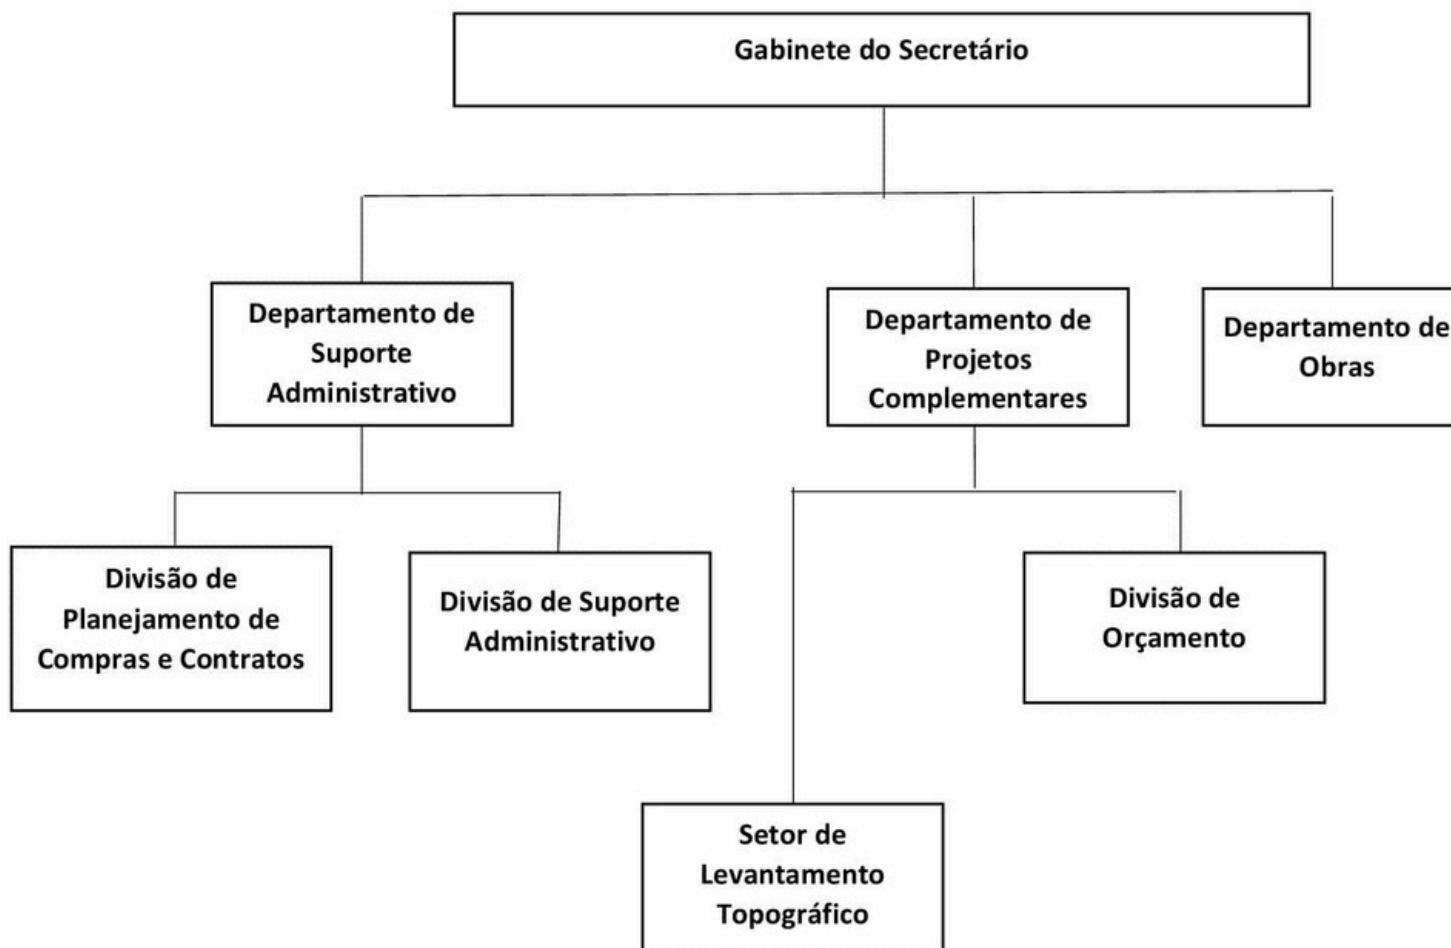 Gabinete do Secretário
Departamento de
Suporte
Administrativo
Departamento de
Projetos
Complementares
Departamento de
Obras
Divisão de
Planejamento de
Compras e Contratos
Divisão de Suporte
Administrativo
Divisão de
Orçamento
Setor de
Levantamento
Topográfico